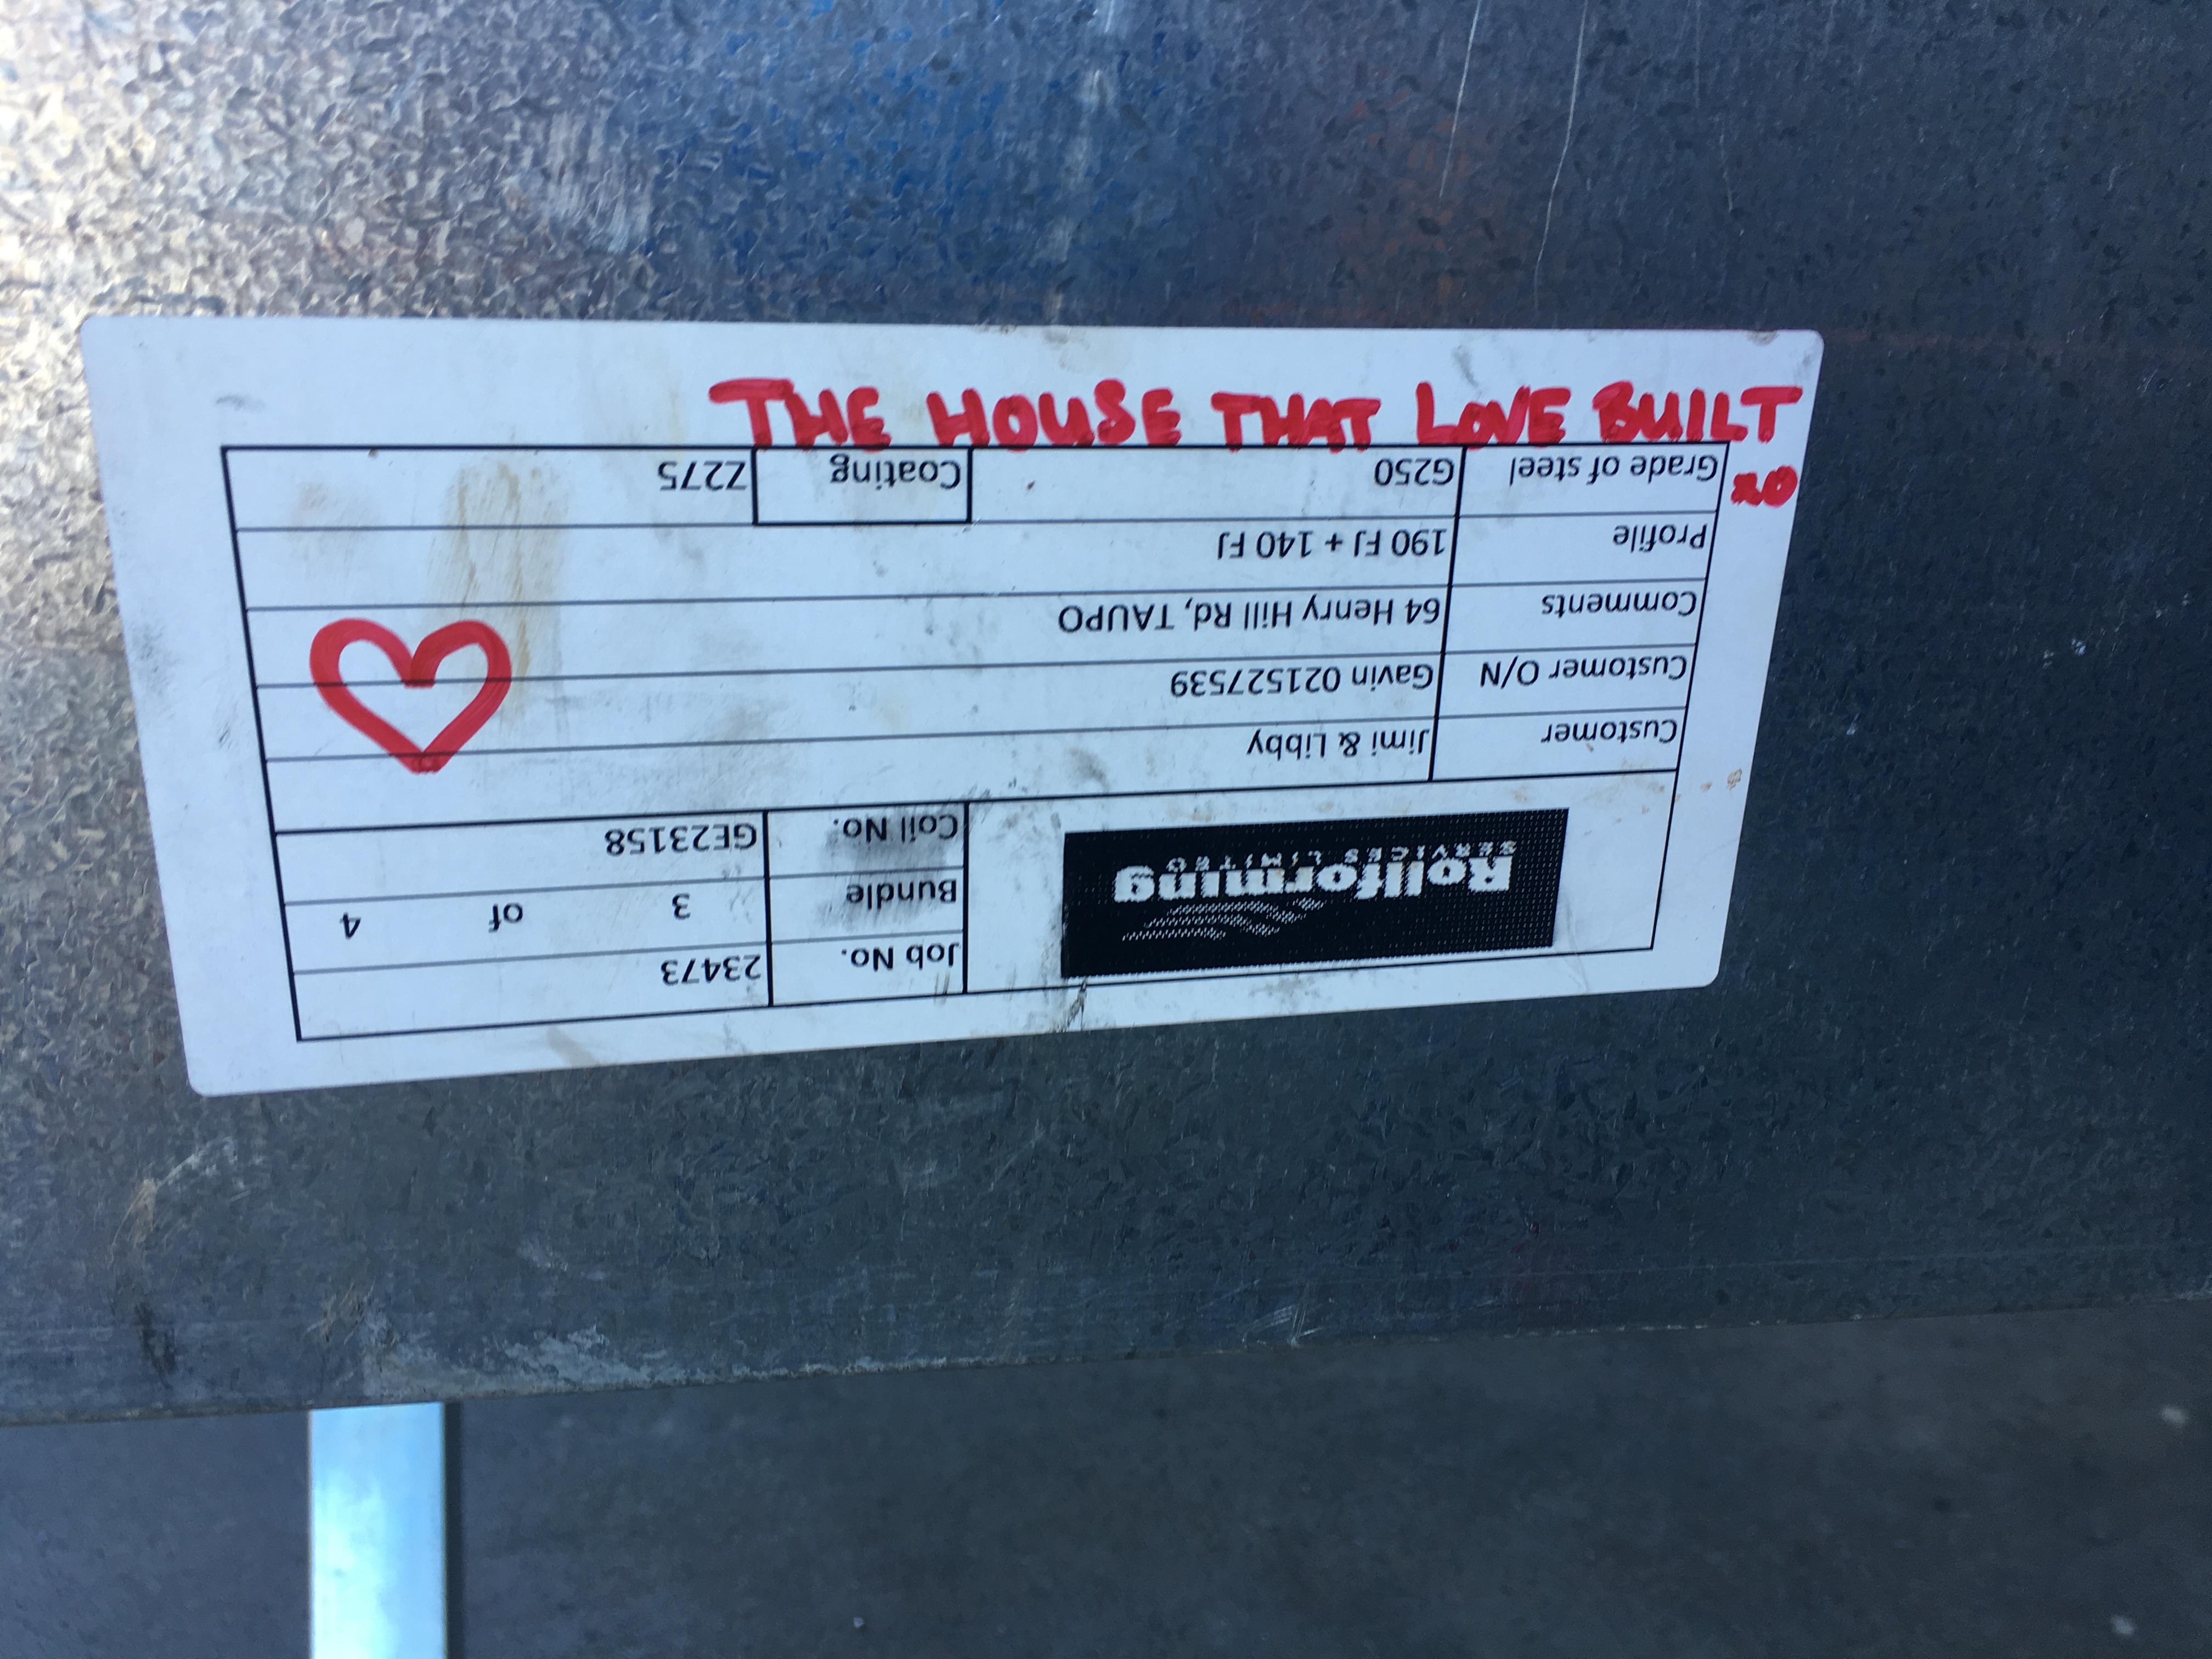 THE HOUSE THAT LOVE BUILT
xo
Rollforming
SERVICES LIMITED
Job No. 23473
Bundle 3 of 4
Coil No. GE23158
Customer Jimi & Libby
Customer O/N Gavin 021527539
Comments 64 Henry Hill Rd, TAUPO
Profile 190 FJ + 140 FJ
Grade of steel G250 Coating Z275